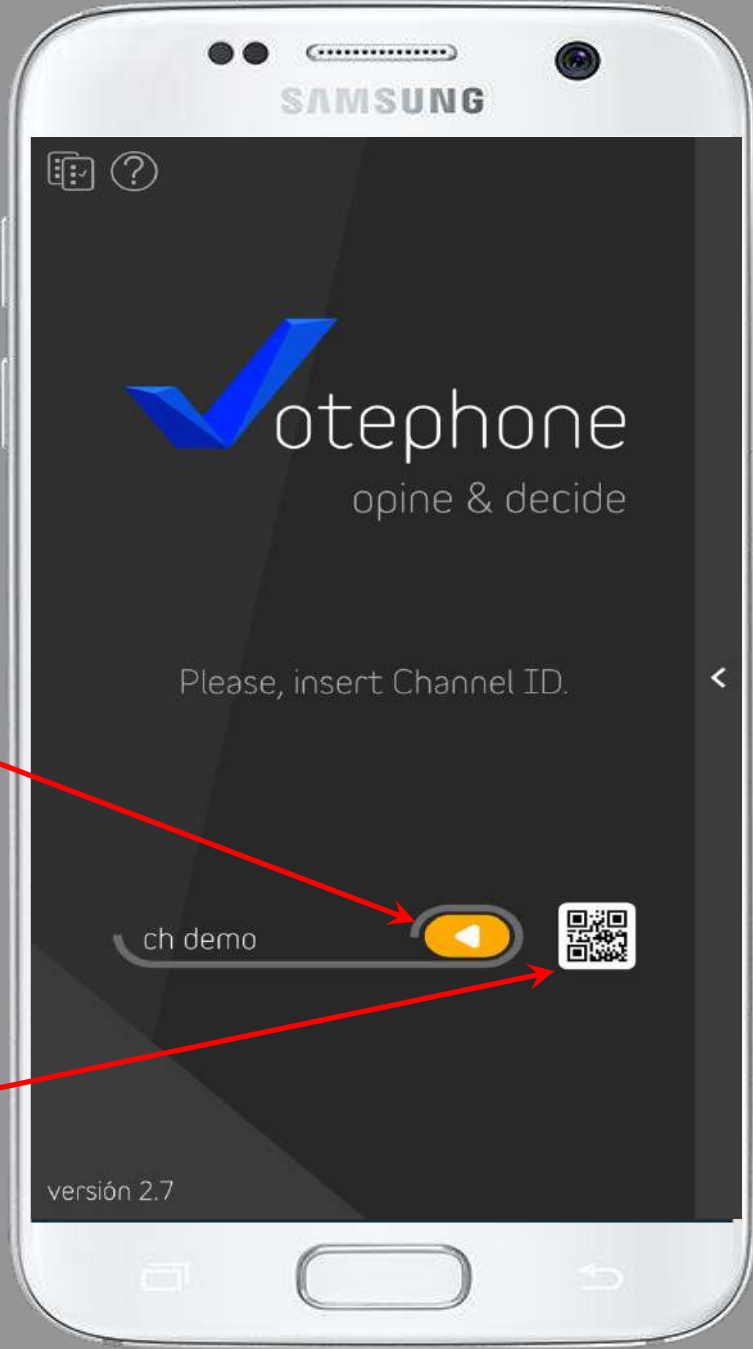 SAMSUNG
otephone
opine & decide
Please, insert Channel ID.
ch demo
versión 2.7